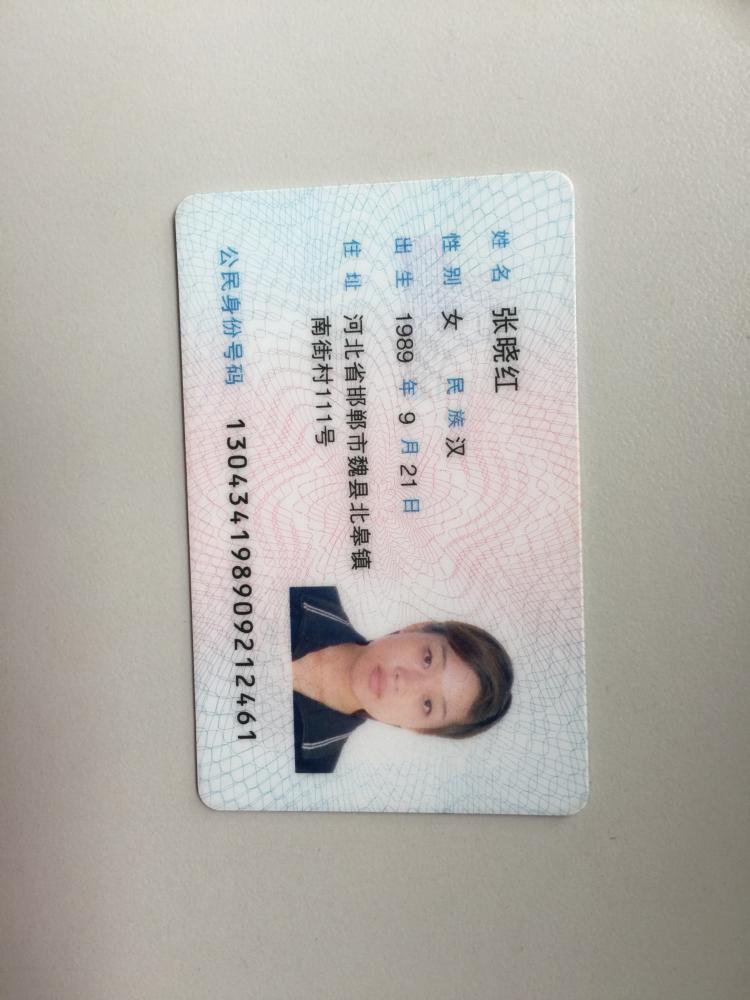 姓名 张晓红
性别 女 民族 汉
出生 1989 年 9 月 21 日
住址 河北省邯郸市魏县北皋镇
南街村111号
公民身份号码 130434198909212461